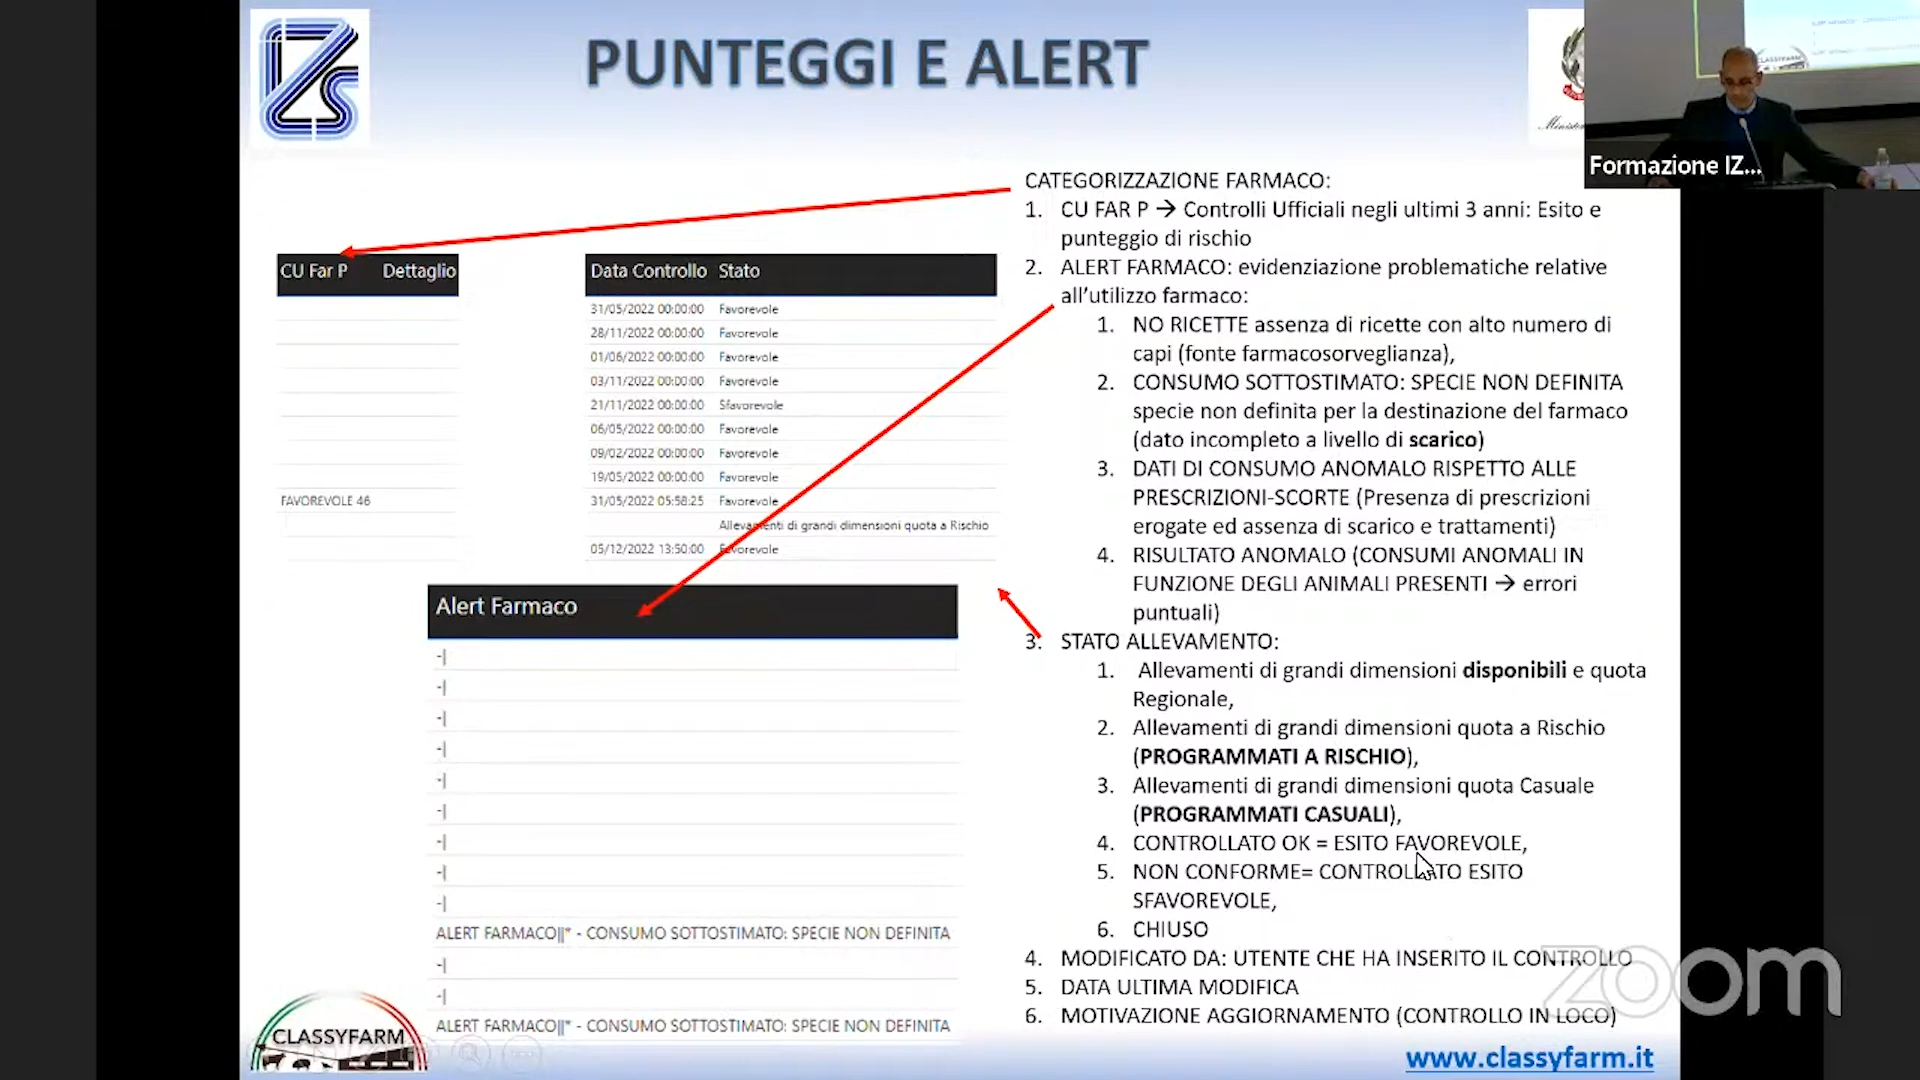 PUNTEGGI E ALERT
Formazione IZ...
CATEGORIZZAZIONE FARMACO:
1. CU FAR P → Controlli Ufficiali negli ultimi 3 anni: Esito e
punteggio di rischio
2. ALERT FARMACO: evidenziazione problematiche relative
all'utilizzo farmaco:
1. NO RICETTE assenza di ricette con alto numero di
capi (fonte farmacosorveglianza),
2. CONSUMO SOTTOSTIMATO: SPECIE NON DEFINITA
specie non definita per la destinazione del farmaco
(dato incompleto a livello di scarico)
3. DATI DI CONSUMO ANOMALO RISPETTO ALLE
PRESCRIZIONI-SCORTE (Presenza di prescrizioni
erogate ed assenza di scarico e trattamenti)
4. RISULTATO ANOMALO (CONSUMI ANOMALI IN
FUNZIONE DEGLI ANIMALI PRESENTI → errori
puntuali)
3. STATO ALLEVAMENTO:
1. Allevamenti di grandi dimensioni disponibili e quota
Regionale,
2. Allevamenti di grandi dimensioni quota a Rischio
(PROGRAMMATI A RISCHIO),
3. Allevamenti di grandi dimensioni quota Casuale
(PROGRAMMATI CASUALI),
4. CONTROLLATO OK = ESITO FAVOREVOLE,
5. NON CONFORME= CONTROLLATO ESITO
SFAVOREVOLE,
6. CHIUSO
4. MODIFICATO DA: UTENTE CHE HA INSERITO IL CONTROLLO
5. DATA ULTIMA MODIFICA
6. MOTIVAZIONE AGGIORNAMENTO (CONTROLLO IN LOCO)
CU Far P Dettaglio
FAVOREVOLE 46
Data Controllo Stato
31/05/2022 00:00:00 Favorevole
28/11/2022 00:00:00 Favorevole
01/06/2022 00:00:00 Favorevole
03/11/2022 00:00:00 Favorevole
21/11/2022 00:00:00 Sfavorevole
06/05/2022 00:00:00 Favorevole
09/02/2022 00:00:00 Favorevole
19/05/2022 00:00:00 Favorevole
31/05/2022 05:58:25 Favorevole
Allevamenti di grandi dimensioni quota a Rischio
05/12/2022 13:50:00 Favorevole
Alert Farmaco
-|
-|
-|
-|
-|
-|
-|
-|
-|
ALERT FARMACO||* - CONSUMO SOTTOSTIMATO: SPECIE NON DEFINITA
-|
-|
ALERT FARMACO||* - CONSUMO SOTTOSTIMATO: SPECIE NON DEFINITA
CLASSYFARM
zoom
www.classyfarm.it